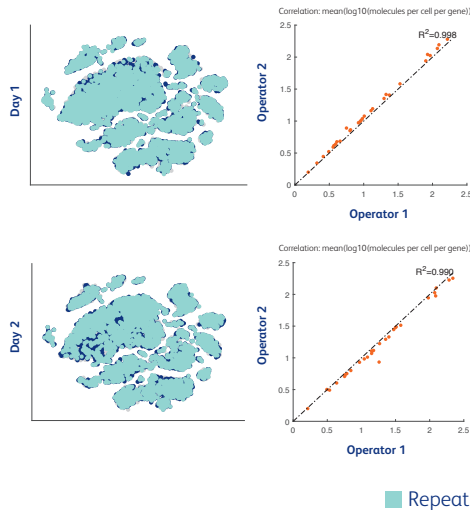 Correlation: mean(log10(molecules per cell per gene))
R²=0.998
Day 1
Operator 2
2.5
2
1.5
1
0.5
0
0 0.5 1 1.5 2 2.5
Operator 1
Correlation: mean(log10(molecules per cell per gene))
R²=0.990
Day 2
Operator 2
2.5
2
1.5
1
0.5
0
0 0.5 1 1.5 2 2.5
Operator 1
Repeat